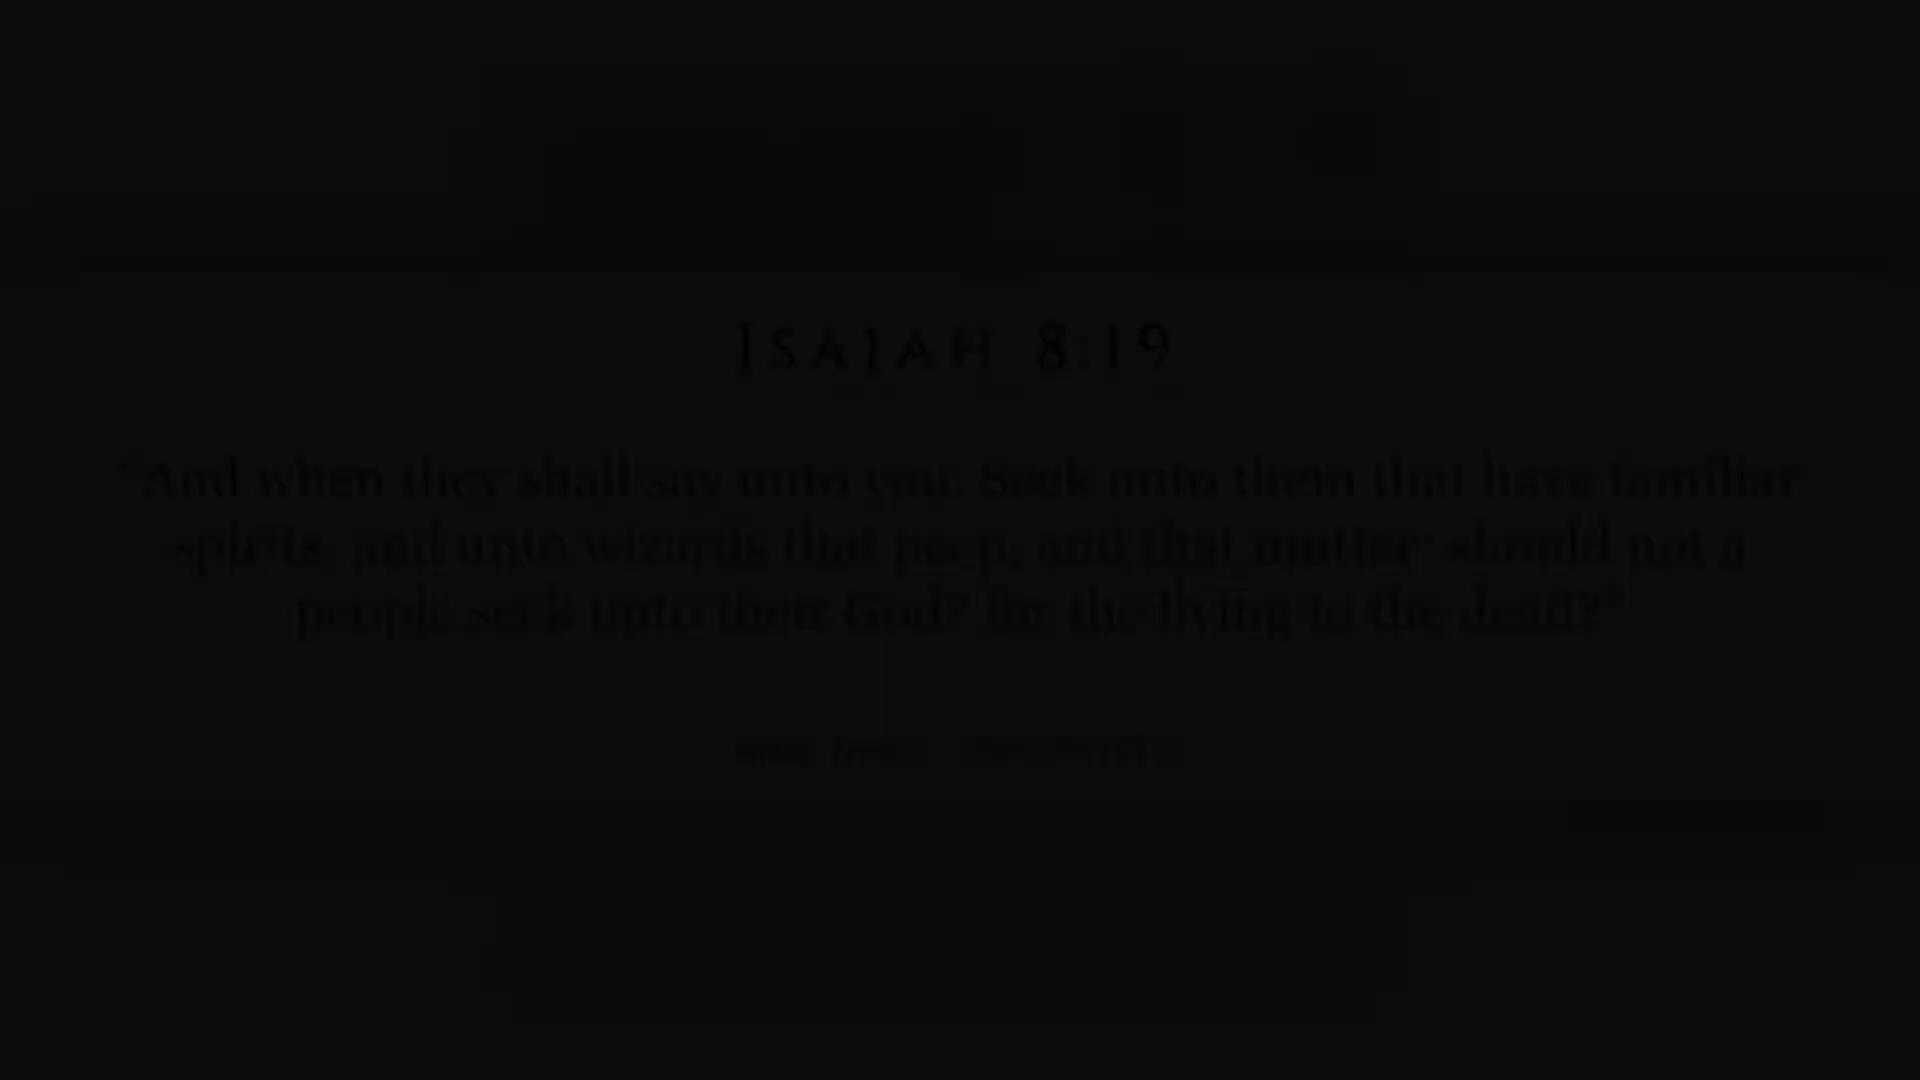 Isaiah 8:19
"And when they shall say unto you, Seek unto them that have familiar
spirits, and unto wizards that peep, and that mutter: should not a
people seek unto their God? for the living to the dead?"